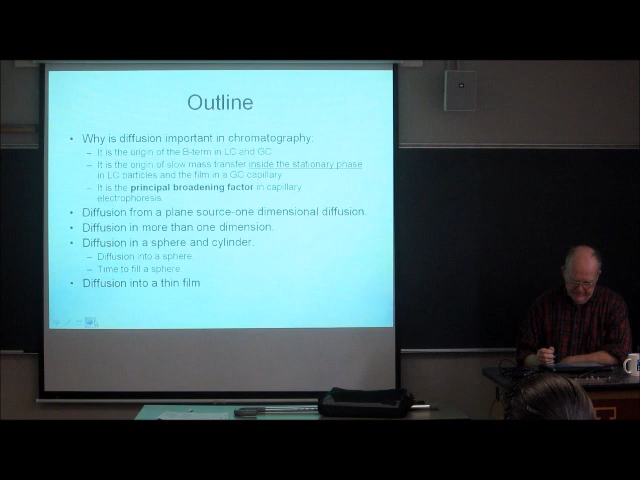 Outline
• Why is diffusion important in chromatography:
– It is the origin of the B-term in LC and GC
– It is the origin of slow mass transfer inside the stationary phase
in LC particles and the film in a GC capillary
– It is the principal broadening factor in capillary
electrophoresis.
• Diffusion from a plane source-one dimensional diffusion.
• Diffusion in more than one dimension.
• Diffusion in a sphere and cylinder.
– Diffusion into a sphere.
– Time to fill a sphere.
• Diffusion into a thin film